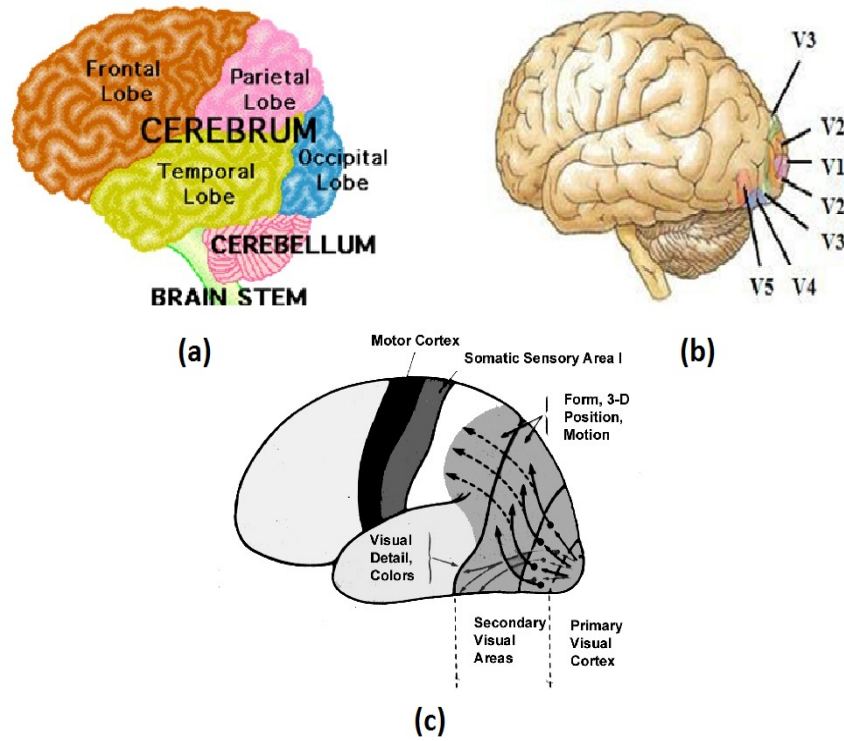 Frontal
Lobe
Parietal
Lobe
CEREBRUM
Temporal
Lobe
Occipital
Lobe
CEREBELLUM
BRAIN STEM
(a)
V3
V2
V1
V2
V3
V5
V4
(b)
Motor Cortex
Somatic Sensory Area I
Form, 3-D
Position,
Motion
Visual
Detail,
Colors
Secondary
Visual
Areas
Primary
Visual
Cortex
(c)